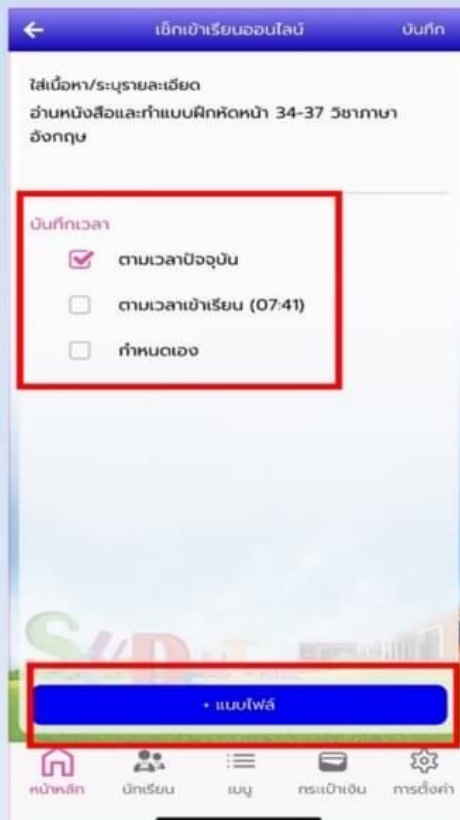 เช็กเข้าเรียนออนไลน์
บันทึก
ใส่เนื้อหา/ระบุรายละเอียด
อ่านหนังสือและทำแบบฝึกหัดหน้า 34-37 วิชาภาษา
อังกฤษ
บันทึกเวลา
ตามเวลาปัจจุบัน
ตามเวลาเข้าเรียน (07:41)
กำหนดเอง
+ แนบไฟล์
หน้าหลัก
นักเรียน
เมนู
กระเป๋าเงิน
การตั้งค่า